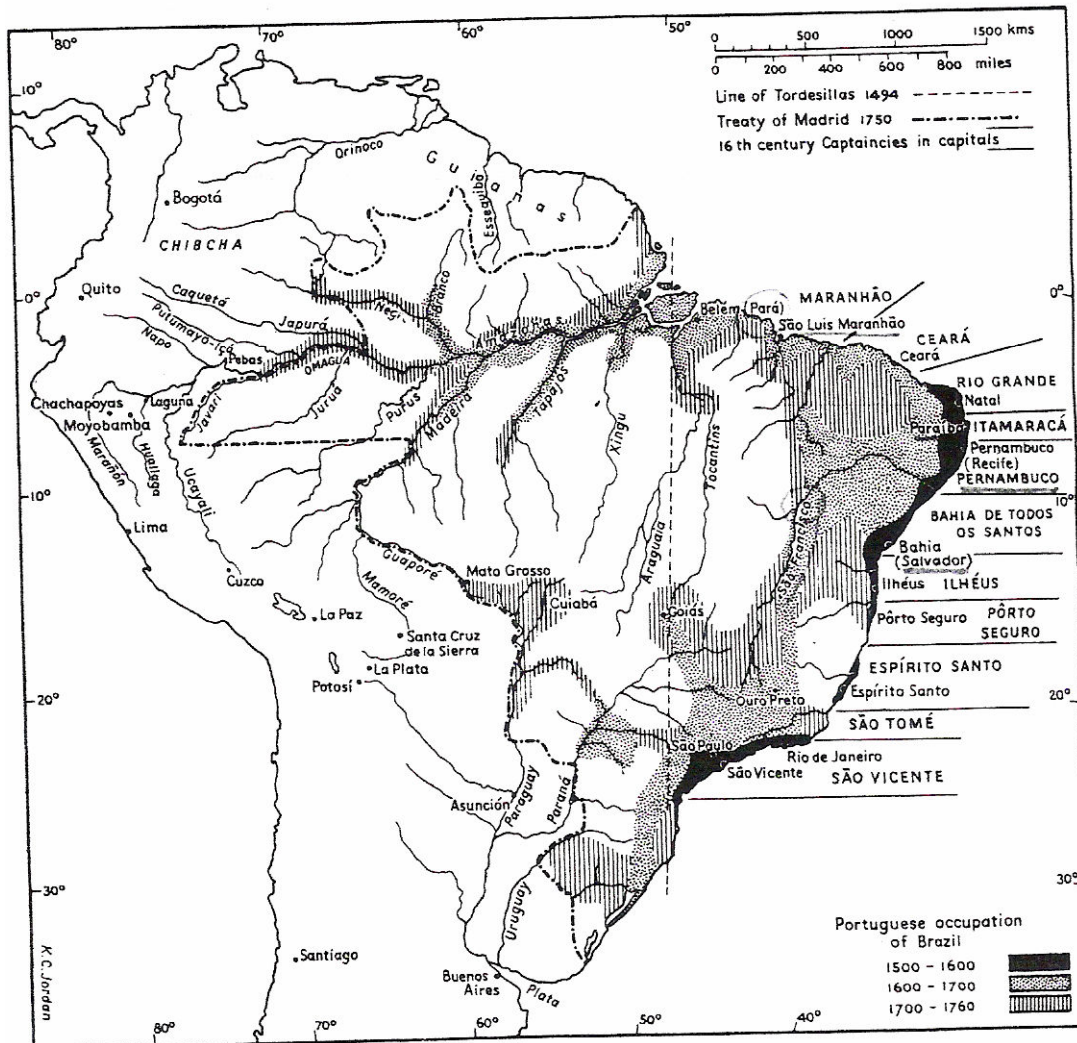 80°
70°
60°
50°
0 500 1000 1500 kms
0 200 400 600 800 miles
Line of Tordesillas 1494
Treaty of Madrid 1750
16th century Captaincies in capitals
10°
Orinoco
Guianas
Essequibo
Bogotá
CHIBCHA
Quito
0°
Caquetá
Putumayo-Içá
Napo
Japurá
Negro
Branco
Amazonas
Pebas
OMAGUA
Belém (Pará)
MARANHÃO
0°
São Luis Maranhão
CEARÁ
Ceará
RIO GRANDE
Natal
Paraíba
ITAMARACÁ
Pernambuco
(Recife)
PERNAMBUCO
10°
Chachapoyas
Moyobamba
Laguna
Javari
Jurua
Purus
Madeira
Tapajós
Xingu
Tocantins
Marañón
Huallaga
Ucayali
10°
Lima
Cuzco
Guaporé
Mamoré
Araguaia
São Francisco
BAHIA DE TODOS
OS SANTOS
Bahia
(Salvador)
Ilhéus
ILHÉUS
Mato Grosso
Cuiabá
Goiás
Pôrto Seguro
PÔRTO
SEGURO
La Paz
Santa Cruz
de la Sierra
La Plata
Potosí
ESPÍRITO SANTO
Espírito Santo
20°
Ouro Preto
20°
SÃO TOMÉ
São Paulo
Rio de Janeiro
São Vicente
SÃO VICENTE
Asunción
Paraguay
Paraná
30°
30°
Uruguay
Santiago
Buenos
Aires
Plata
K.C. Jordan
Portuguese occupation
of Brazil
1500 - 1600
1600 - 1700
1700 - 1760
80°
70°
60°
50°
40°